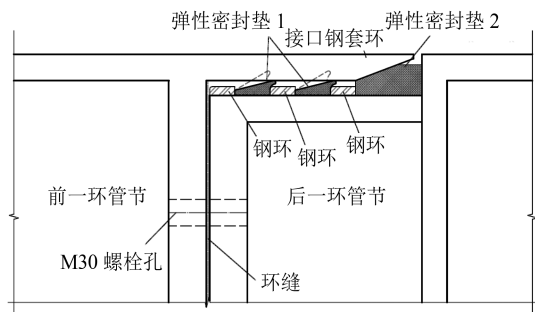 弹性密封垫 1
弹性密封垫 2
接口钢套环
钢环
钢环
钢环
前一环管节
后一环管节
M30 螺栓孔
环缝